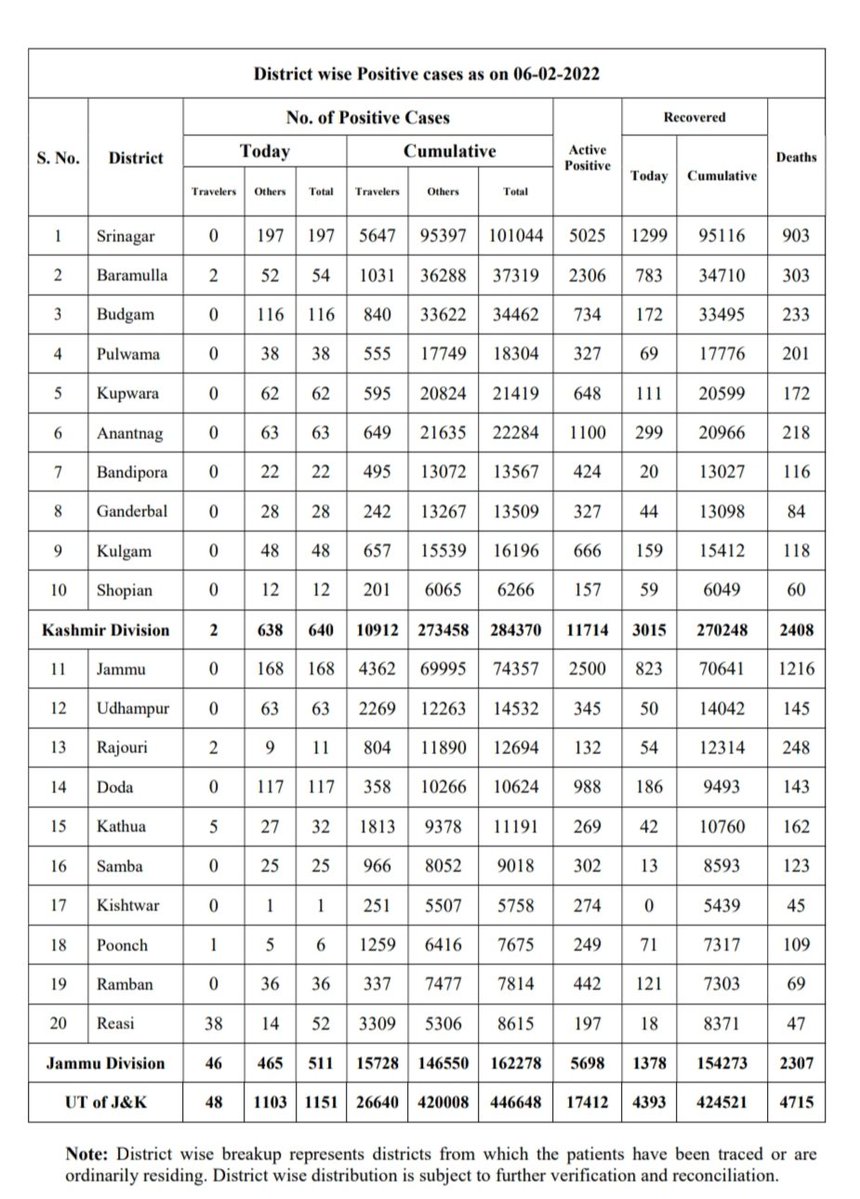 District wise Positive cases as on 06-02-2022
S. No. District No. of Positive Cases Active Positive Recovered Deaths
Today Cumulative Today Cumulative
Travelers Others Total Travelers Others Total
1 Srinagar 0 197 197 5647 95397 101044 5025 1299 95116 903
2 Baramulla 2 52 54 1031 36288 37319 2306 783 34710 303
3 Budgam 0 116 116 840 33622 34462 734 172 33495 233
4 Pulwama 0 38 38 555 17749 18304 327 69 17776 201
5 Kupwara 0 62 62 595 20824 21419 648 111 20599 172
6 Anantnag 0 63 63 649 21635 22284 1100 299 20966 218
7 Bandipora 0 22 22 495 13072 13567 424 20 13027 116
8 Ganderbal 0 28 28 242 13267 13509 327 44 13098 84
9 Kulgam 0 48 48 657 15539 16196 666 159 15412 118
10 Shopian 0 12 12 201 6065 6266 157 59 6049 60
Kashmir Division 2 638 640 10912 273458 284370 11714 3015 270248 2408
11 Jammu 0 168 168 4362 69995 74357 2500 823 70641 1216
12 Udhampur 0 63 63 2269 12263 14532 345 50 14042 145
13 Rajouri 2 9 11 804 11890 12694 132 54 12314 248
14 Doda 0 117 117 358 10266 10624 988 186 9493 143
15 Kathua 5 27 32 1813 9378 11191 269 42 10760 162
16 Samba 0 25 25 966 8052 9018 302 13 8593 123
17 Kishtwar 0 1 1 251 5507 5758 274 0 5439 45
18 Poonch 1 5 6 1259 6416 7675 249 71 7317 109
19 Ramban 0 36 36 337 7477 7814 442 121 7303 69
20 Reasi 38 14 52 3309 5306 8615 197 18 8371 47
Jammu Division 46 465 511 15728 146550 162278 5698 1378 154273 2307
UT of J&K 48 1103 1151 26640 420008 446648 17412 4393 424521 4715
Note: District wise breakup represents districts from which the patients have been traced or are
ordinarily residing. District wise distribution is subject to further verification and reconciliation.